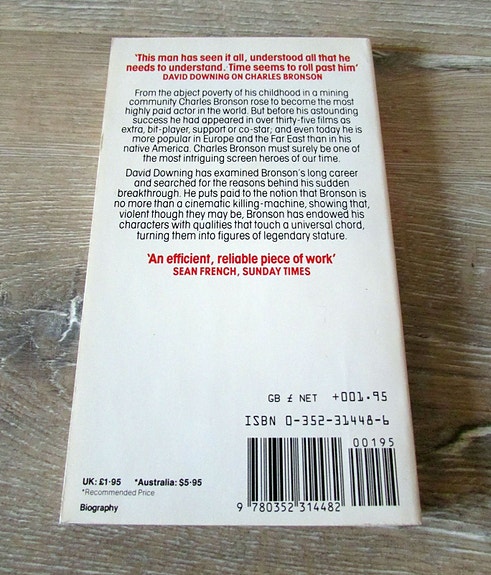 ‘This man has seen it all, understood all that he
needs to understand. Time seems to roll past him’
DAVID DOWNING ON CHARLES BRONSON
From the abject poverty of his childhood in a mining
community Charles Bronson rose to become the most
highly paid actor in the world. But before his astounding
success he had appeared in over thirty-five films as
extra, bit-player, support or co-star; and even today he is
more popular in Europe and the Far East than in his
native America. Charles Bronson must surely be one of
the most intriguing screen heroes of our time.
David Downing has examined Bronson's long career
and searched for the reasons behind his sudden
breakthrough. He puts paid to the notion that Bronson is
no more than a cinematic killing-machine, showing that,
violent though they may be, Bronson has endowed his
characters with qualities that touch a universal chord,
turning them into figures of legendary stature.
‘An efficient, reliable piece of work’
SEAN FRENCH, SUNDAY TIMES
GB £ NET +001.95
ISBN 0-352-31448-6
00195
UK: £1·95 *Australia: $5·95
*Recommended Price
Biography
9 780352 314482